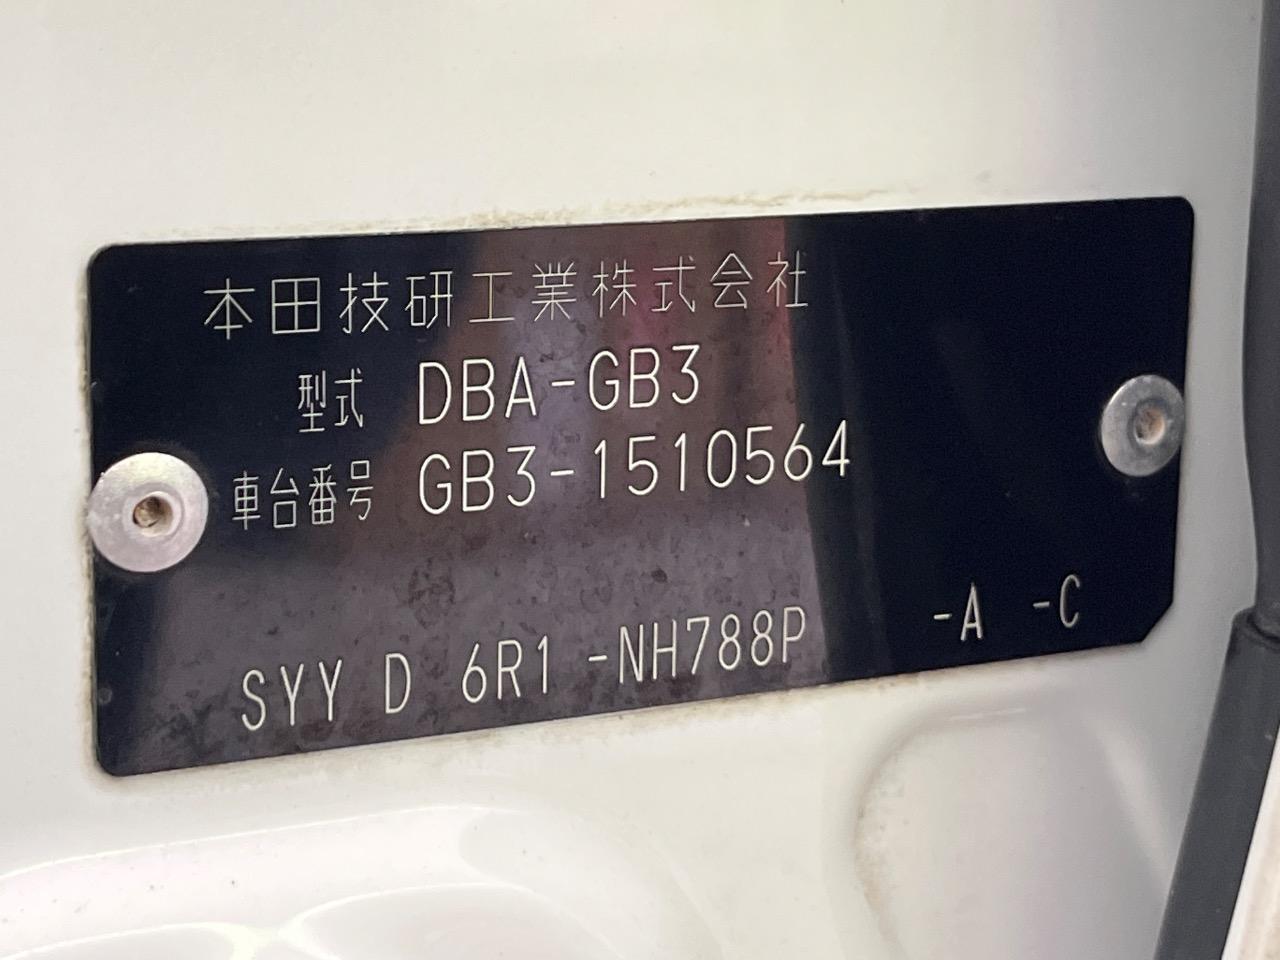 本田技研工業株式会社
型式 DBA-GB3
車台番号 GB3-1510564
SYY D 6R1 -NH788P -A -C